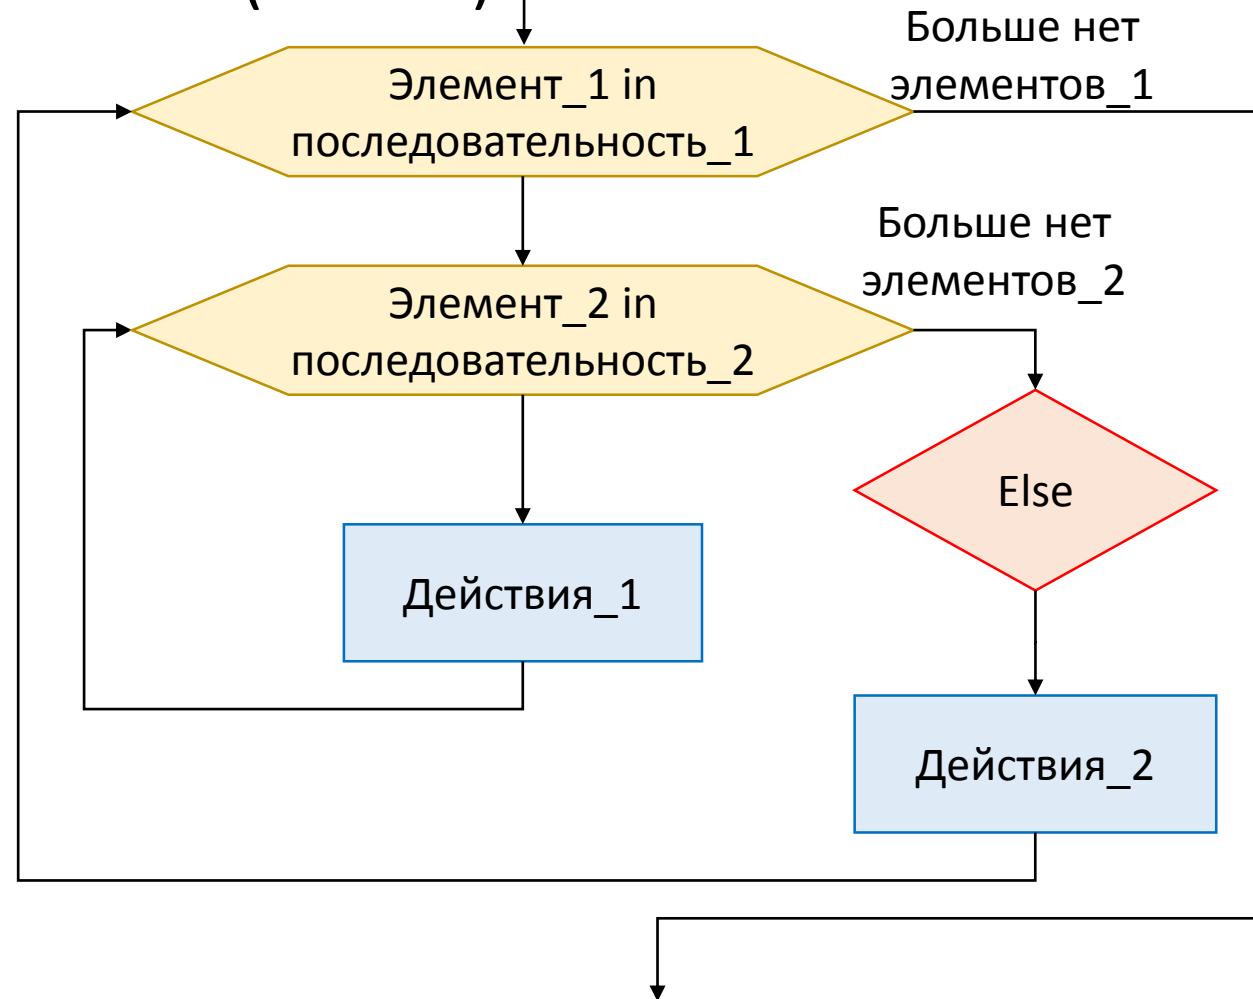 Больше нет
элементов_1
Элемент_1 in
последовательность_1
Больше нет
элементов_2
Элемент_2 in
последовательность_2
Else
Действия_1
Действия_2